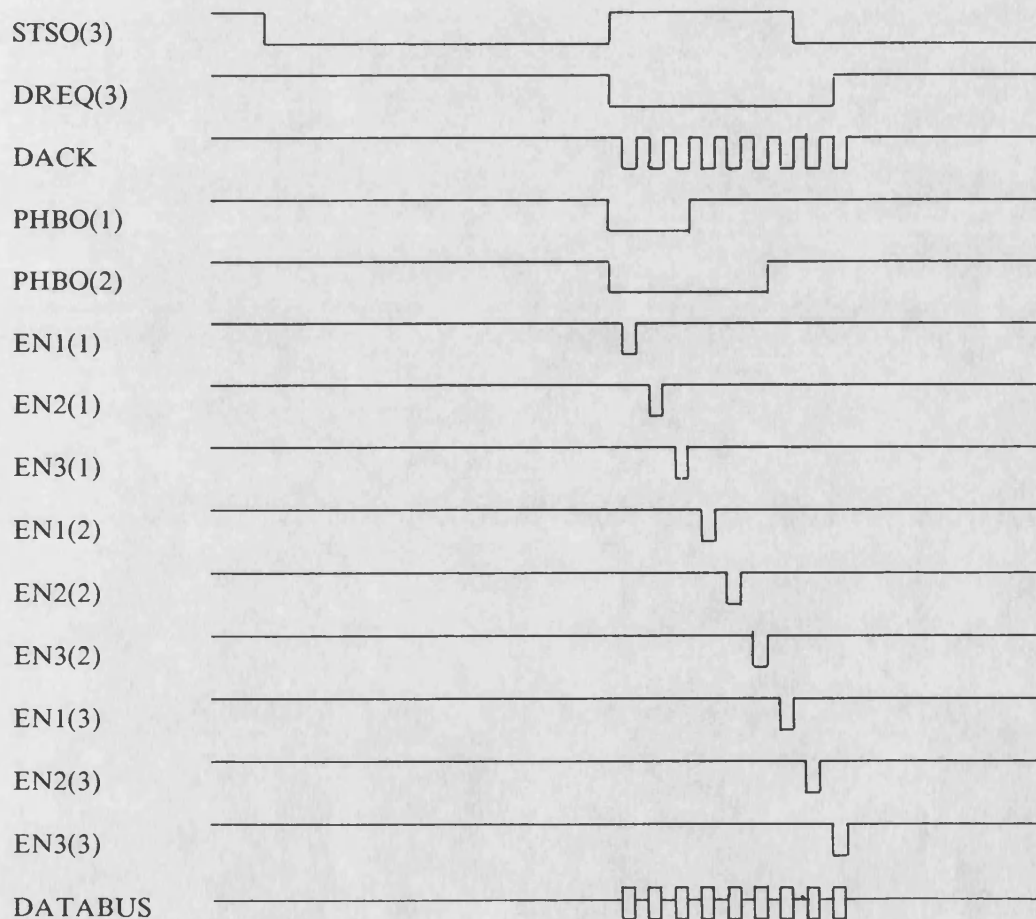 STSO(3)
DREQ(3)
DACK
PHBO(1)
PHBO(2)
EN1(1)
EN2(1)
EN3(1)
EN1(2)
EN2(2)
EN3(2)
EN1(3)
EN2(3)
EN3(3)
DATABUS